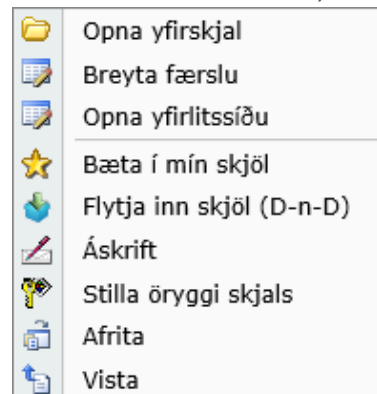 Opna yfirskjal
Breyta færslu
Opna yfirlitssíðu
Bæta í mín skjöl
Flytja inn skjöl (D-n-D)
Áskrift
Stilla öryggi skjals
Afrita
Vista